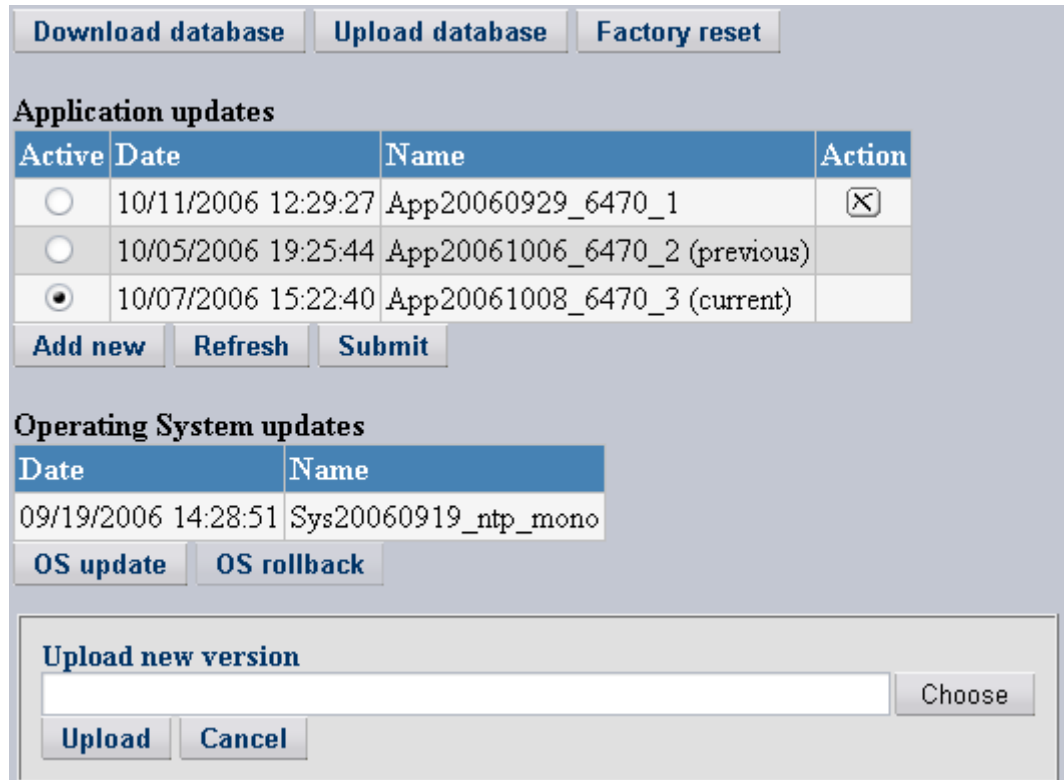 Download database Upload database Factory reset
Application updates
Active Date Name Action
10/11/2006 12:29:27 App20060929_6470_1
10/05/2006 19:25:44 App20061006_6470_2 (previous)
10/07/2006 15:22:40 App20061008_6470_3 (current)
Add new Refresh Submit
Operating System updates
Date Name
09/19/2006 14:28:51 Sys20060919_ntp_mono
OS update OS rollback
Upload new version
Choose
Upload Cancel